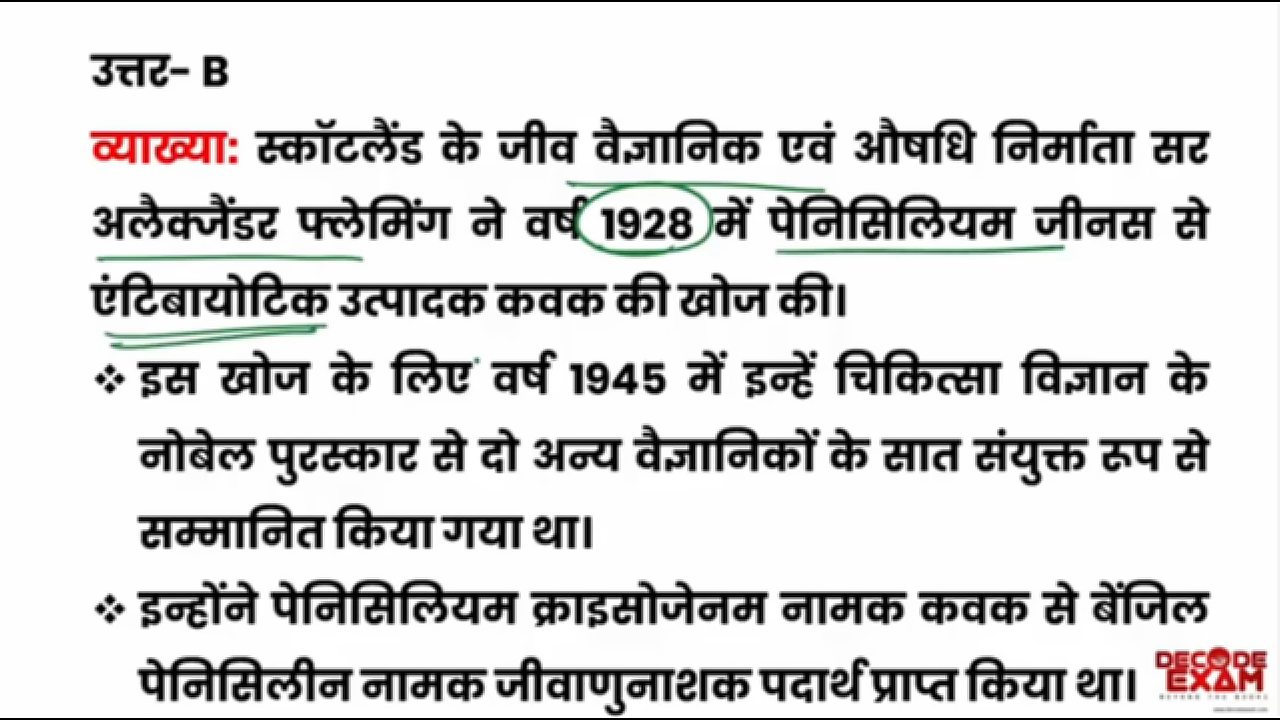 उत्तर- B
व्याख्या: स्कॉटलैंड के जीव वैज्ञानिक एवं औषधि निर्माता सर
अलैक्जेंडर फ्लेमिंग ने वर्ष 1928 में पेनिसिलियम जीनस से
एंटिबायोटिक उत्पादक कवक की खोज की।
❖ इस खोज के लिए वर्ष 1945 में इन्हें चिकित्सा विज्ञान के
नोबेल पुरस्कार से दो अन्य वैज्ञानिकों के सात संयुक्त रूप से
सम्मानित किया गया था।
❖ इन्होंने पेनिसिलियम क्राइसोजेनम नामक कवक से बेंजिल
पेनिसिलीन नामक जीवाणुनाशक पदार्थ प्राप्त किया था।
DECODE
EXAM